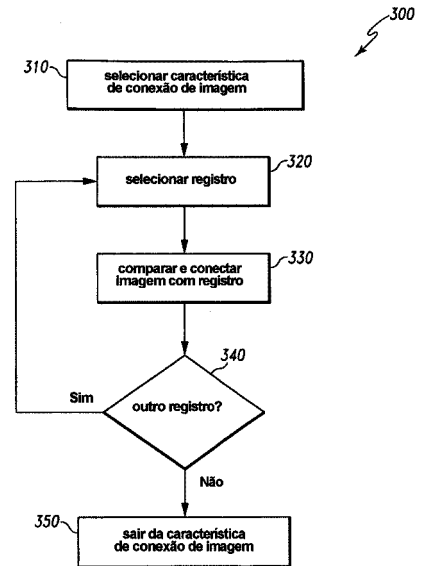 300
310
selecionar característica
de conexão de imagem
320
selecionar registro
330
comparar e conectar
imagem com registro
340
outro registro?
Sim
Não
350
sair da característica
de conexão de imagem